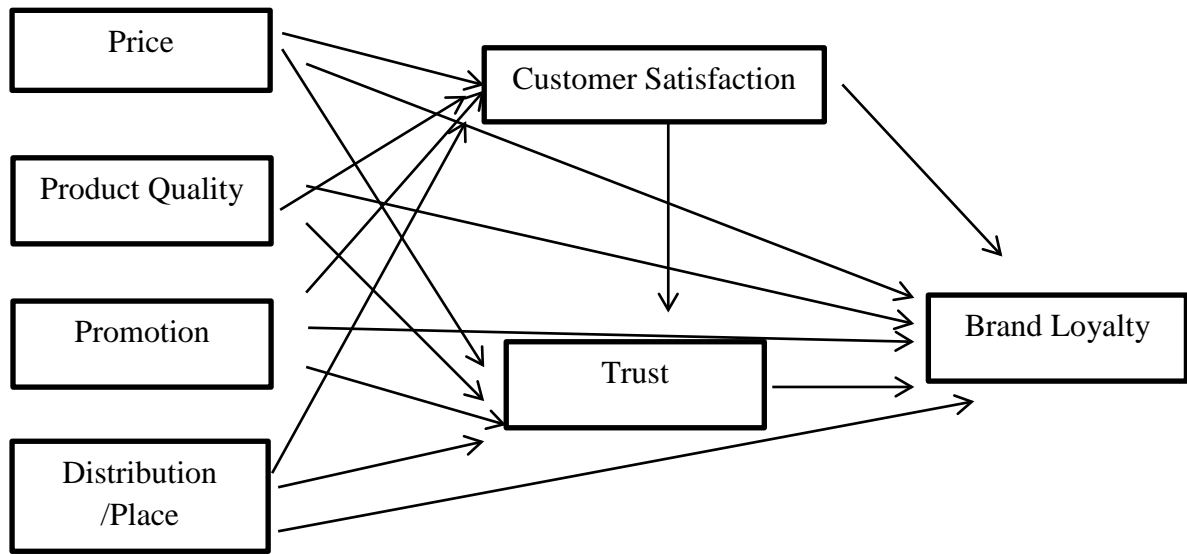 Price
Customer Satisfaction
Product Quality
Promotion
Brand Loyalty
Trust
Distribution
/Place